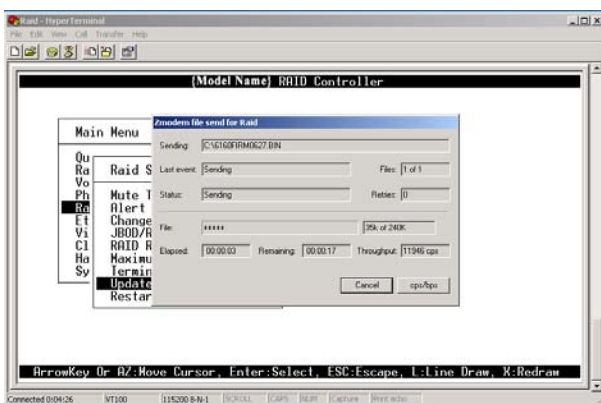 Raid - HyperTerminal
File Edit View Call Transfer Help
{Model Name} RAID Controller
Main Menu
Qu
Ra
Vo
Ph
Ra
Et
Vi
Cl
Ha
Sy
Raid S
Mute T
Alert
Change
JBOD/R
RAID R
Maximu
Termin
Update
Restar
Zmodem file send for Raid
Sending: C:\6160FIRM0627.BIN
Last event: Sending Files: 1 of 1
Status: Sending Retries: 0
File: 35k of 240K
Elapsed: 00:00:03 Remaining: 00:00:17 Throughput: 11946 cps
Cancel cps/bps
ArrowKey Or AZ:Move Cursor, Enter:Select, ESC:Escape, L:Line Draw, X:Redraw
Connected 0:04:26 VT100 115200 8-N-1 SCROLL CAPS NUM Capture Print echo